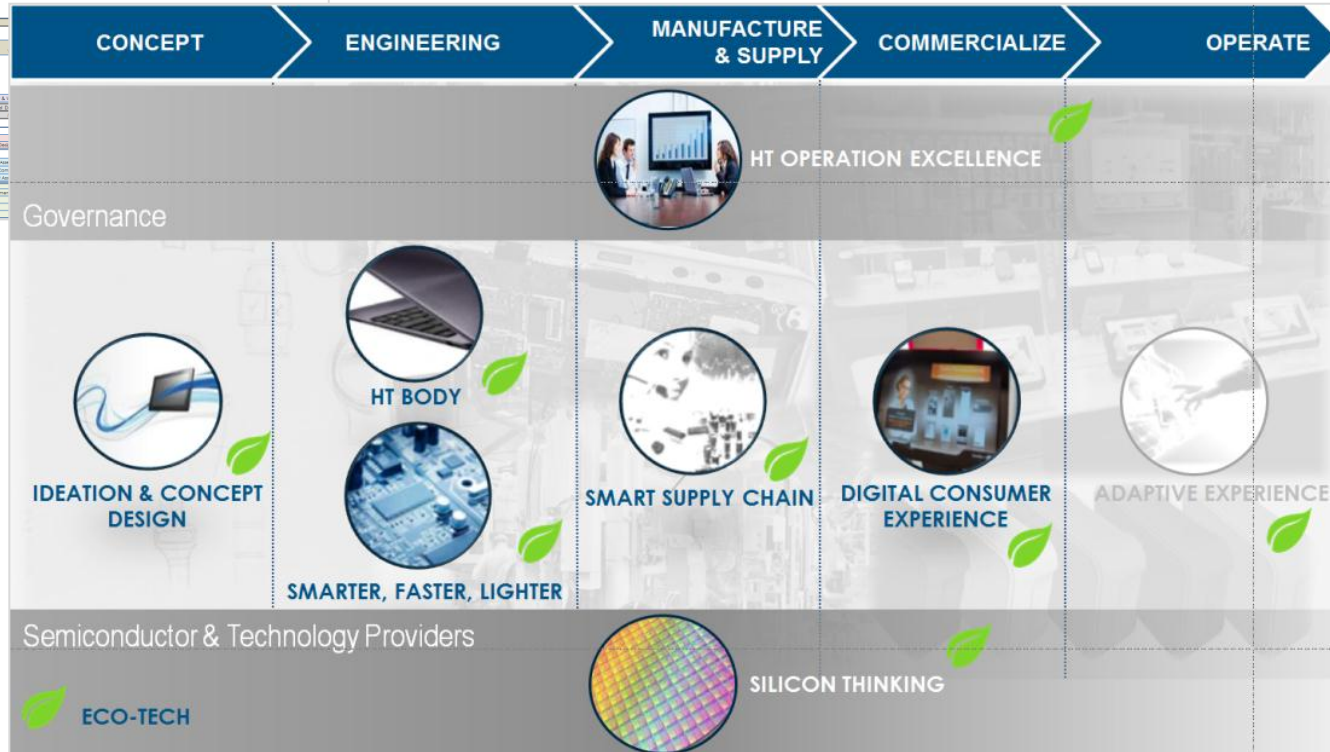 CONCEPT
ENGINEERING
MANUFACTURE
& SUPPLY
COMMERCIALIZE
OPERATE
HT OPERATION EXCELLENCE
Governance
HT BODY
IDEATION & CONCEPT
DESIGN
SMARTER, FASTER, LIGHTER
SMART SUPPLY CHAIN
DIGITAL CONSUMER
EXPERIENCE
ADAPTIVE EXPERIENCE
Semiconductor & Technology Providers
SILICON THINKING
ECO-TECH